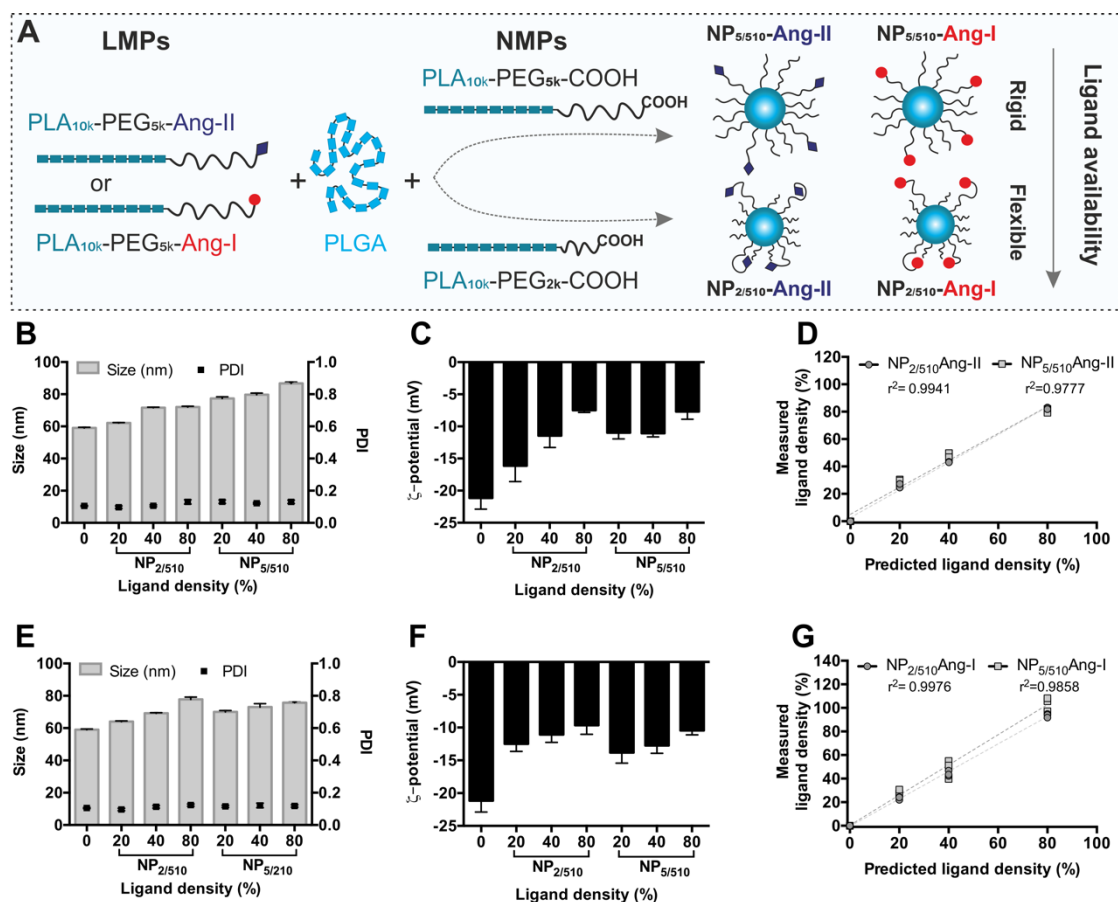 A
LMPs
NMPs
NP5/510-Ang-II
NP5/510-Ang-I
PLA10k-PEG5k-COOH
COOH
Rigid
PLA10k-PEG5k-Ang-II
or
PLA10k-PEG5k-Ang-I
+
PLGA
+
Ligand availability
Flexible
COOH
PLA10k-PEG2k-COOH
NP2/510-Ang-II
NP2/510-Ang-I
B
Size (nm)
PDI
100
80
60
40
20
0
Size (nm)
1.0
0.8
0.6
0.4
0.2
0.0
PDI
0 20 40 80 20 40 80
NP2/510 NP5/510
Ligand density (%)
C
0
-5
-10
-15
-20
-25
ζ-potential (mV)
0 20 40 80 20 40 80
NP2/510 NP5/510
Ligand density (%)
D
120
100
80
60
40
20
0
Measured
ligand density (%)
NP2/510Ang-II NP5/510Ang-II
r²= 0.9941 r²=0.9777
0 20 40 60 80 100
Predicted ligand density (%)
E
Size (nm)
PDI
100
80
60
40
20
0
Size (nm)
1.0
0.8
0.6
0.4
0.2
0.0
PDI
0 20 40 80 20 40 80
NP2/510 NP5/210
Ligand density (%)
F
0
-5
-10
-15
-20
-25
ζ-potential (mV)
0 20 40 80 20 40 80
NP2/510 NP5/510
Ligand density (%)
G
140
120
100
80
60
40
20
0
Measured
ligand density (%)
NP2/510Ang-I NP5/510Ang-I
r²= 0.9976 r²=0.9858
0 20 40 60 80 100
Predicted ligand density (%)